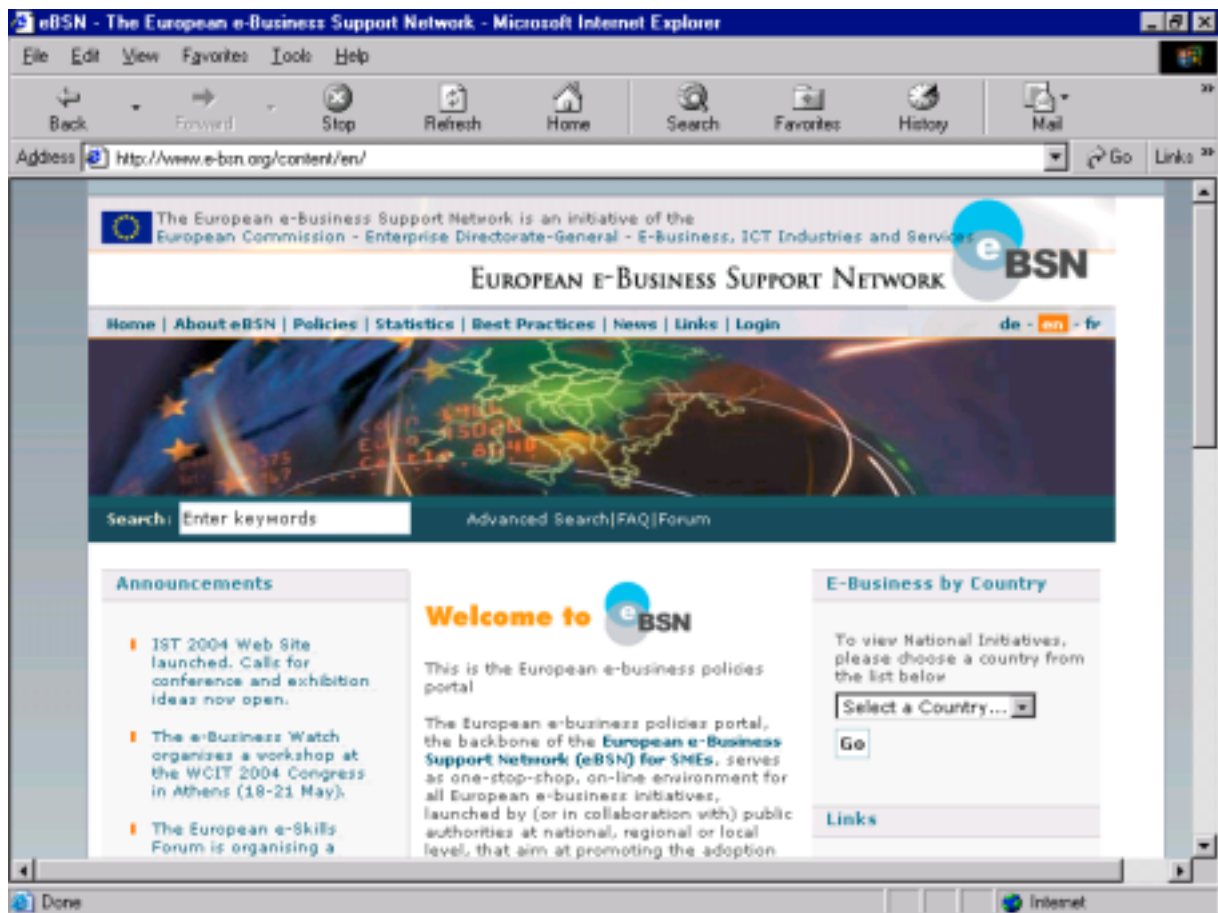 eBSN - The European e-Business Support Network - Microsoft Internet Explorer
File Edit View Favorites Tools Help
Back Forward Stop Refresh Home Search Favorites History Mail
Address http://www.e-bsn.org/content/en/ Go Links
The European e-Business Support Network is an initiative of the
European Commission - Enterprise Directorate-General - E-Business, ICT Industries and Services
eBSN
EUROPEAN E-BUSINESS SUPPORT NETWORK
Home | About eBSN | Policies | Statistics | Best Practices | News | Links | Login
de - en - fr
Search: Enter keywords
Advanced Search|FAQ|Forum
Announcements
IST 2004 Web Site
launched. Calls for
conference and exhibition
ideas now open.
The e-Business Watch
organises a workshop at
the WCIT 2004 Congress
in Athens (18-21 May).
The European e-Skills
Forum is organising a
Welcome to eBSN
This is the European e-business policies
portal
The European e-business policies portal,
the backbone of the European e-Business
Support Network (eBSN) for SMEs, serves
as one-stop-shop, on-line environment for
all European e-business initiatives,
launched by (or in collaboration with) public
authorities at national, regional or local
level, that aim at promoting the adoption
E-Business by Country
To view National Initiatives,
please choose a country from
the list below
Select a Country...
Go
Links
Done
Internet